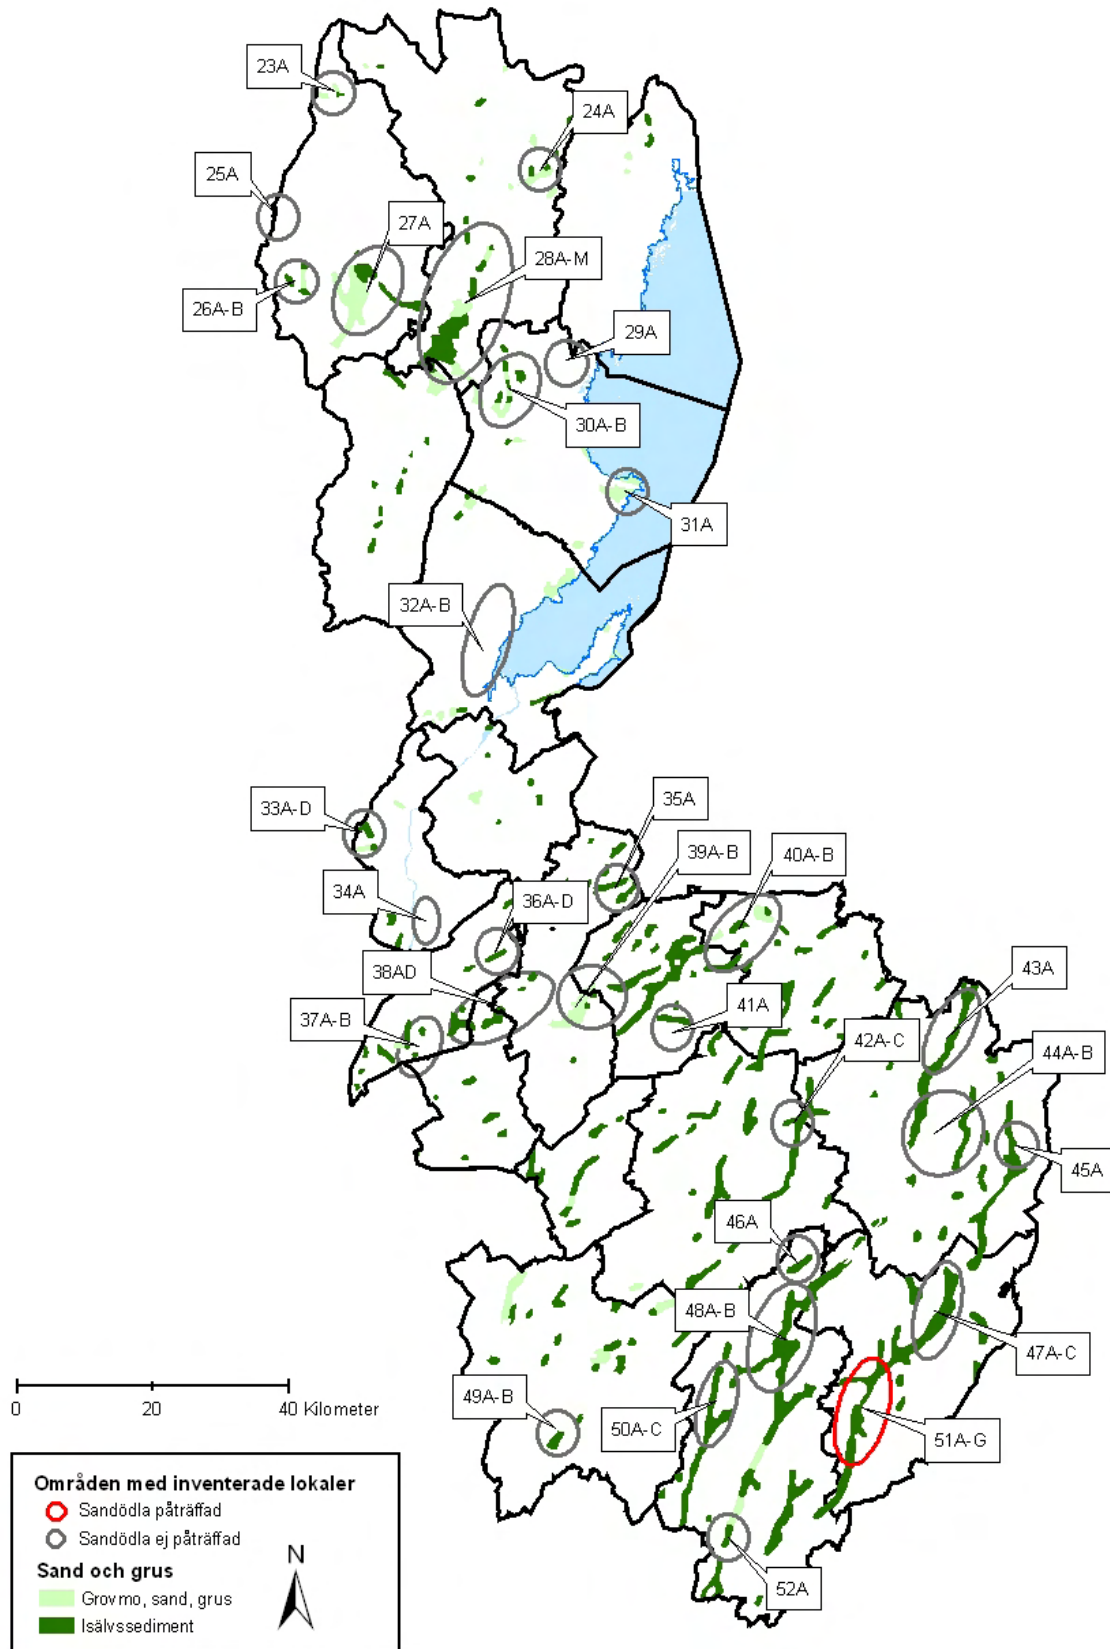 23A
24A
25A
27A
28A-M
26A-B
29A
30A-B
31A
32A-B
33A-D
35A
39A-B
40A-B
34A
36A-D
38AD
43A
37A-B
41A
42A-C
44A-B
45A
46A
48A-B
47A-C
49A-B
50A-C
51A-G
52A
0 20 40 Kilometer
Områden med inventerade lokaler
Sandödla påträffad
Sandödla ej påträffad
Sand och grus
Grovmo, sand, grus
Isälvssediment
N